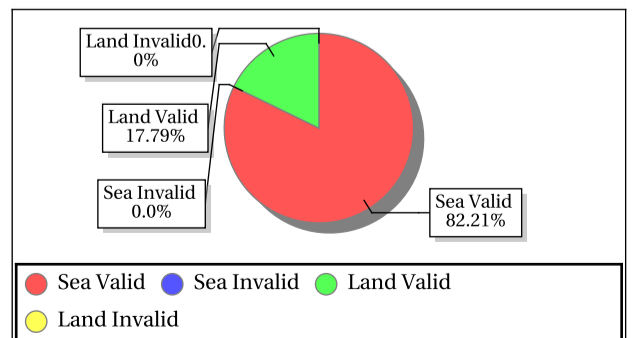 Land Invalid0.
0%
Land Valid
17.79%
Sea Invalid
0.0%
Sea Valid
82.21%
Sea Valid Sea Invalid Land Valid
Land Invalid